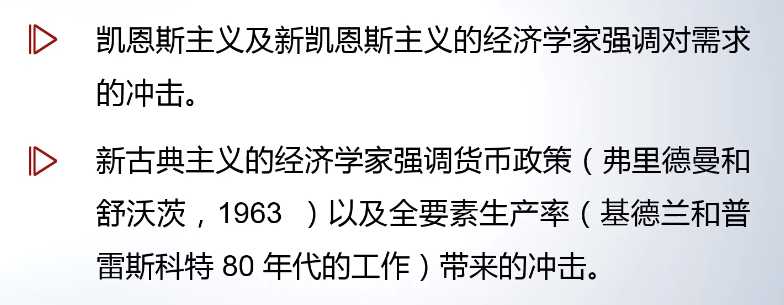 凯恩斯主义及新凯恩斯主义的经济学家强调对需求
的冲击。
新古典主义的经济学家强调货币政策（弗里德曼和
舒沃茨，1963 ）以及全要素生产率（基德兰和普
雷斯科特 80 年代的工作）带来的冲击。